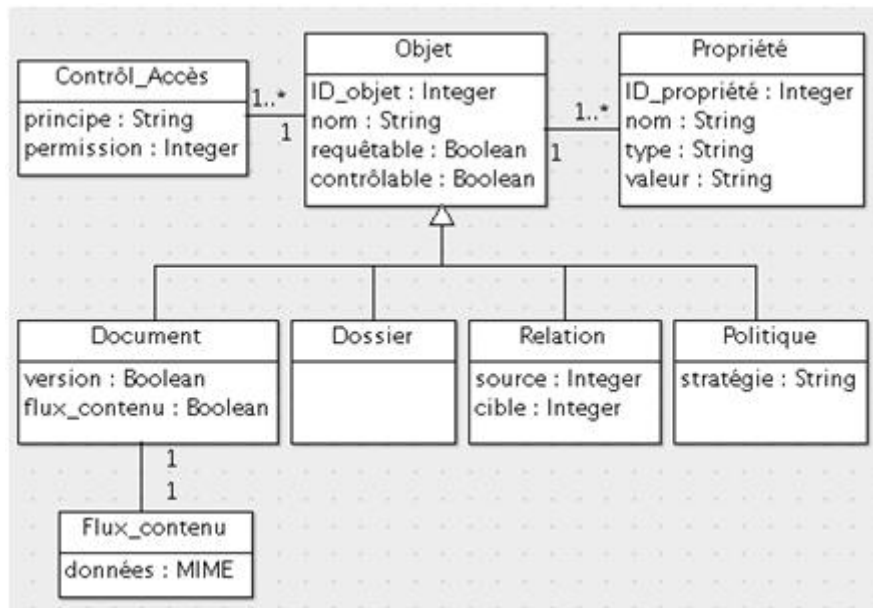 Contrôl_Accès
principe : String
permission : Integer
1..*
1
Objet
ID_objet : Integer
nom : String
requêtable : Boolean
contrôlable : Boolean
1..*
1
Propriété
ID_propriété : Integer
nom : String
type : String
valeur : String
Document
version : Boolean
flux_contenu : Boolean
Dossier
Relation
source : Integer
cible : Integer
Politique
stratégie : String
1
1
Flux_contenu
données : MIME